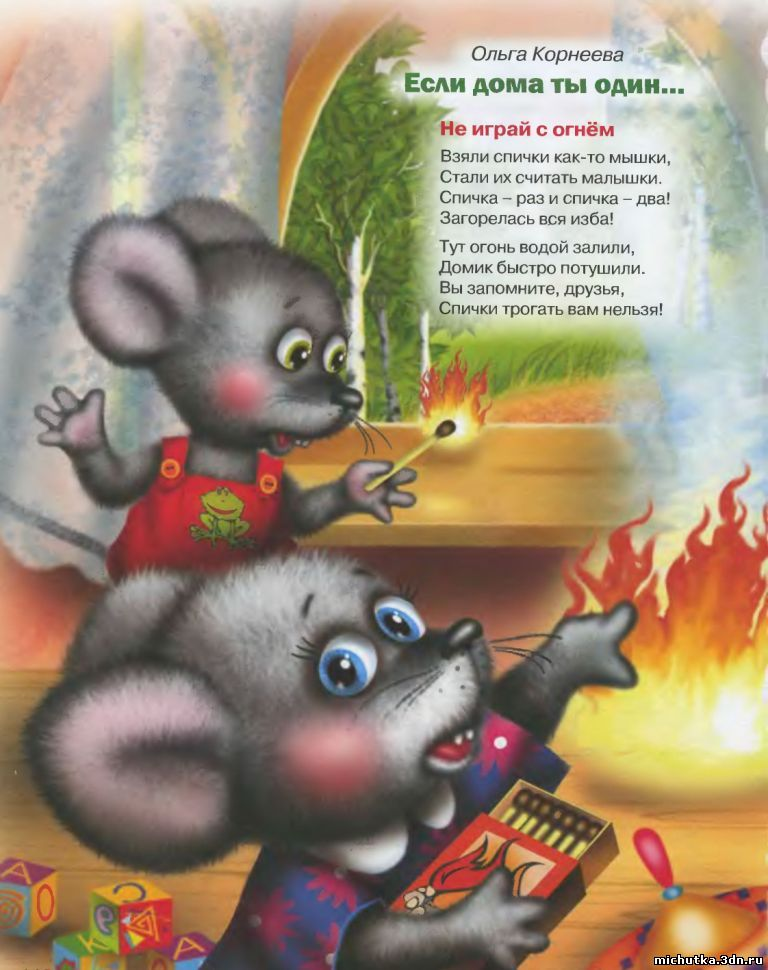 Ольга Корнеева
Если дома ты один...
Не играй с огнём
Взяли спички как-то мышки,
Стали их считать малышки.
Спичка – раз и спичка – два!
Загорелась вся изба!
Тут огонь водой залили,
Домик быстро потушили.
Вы запомните, друзья,
Спички трогать вам нельзя!
michutka.3dn.ru